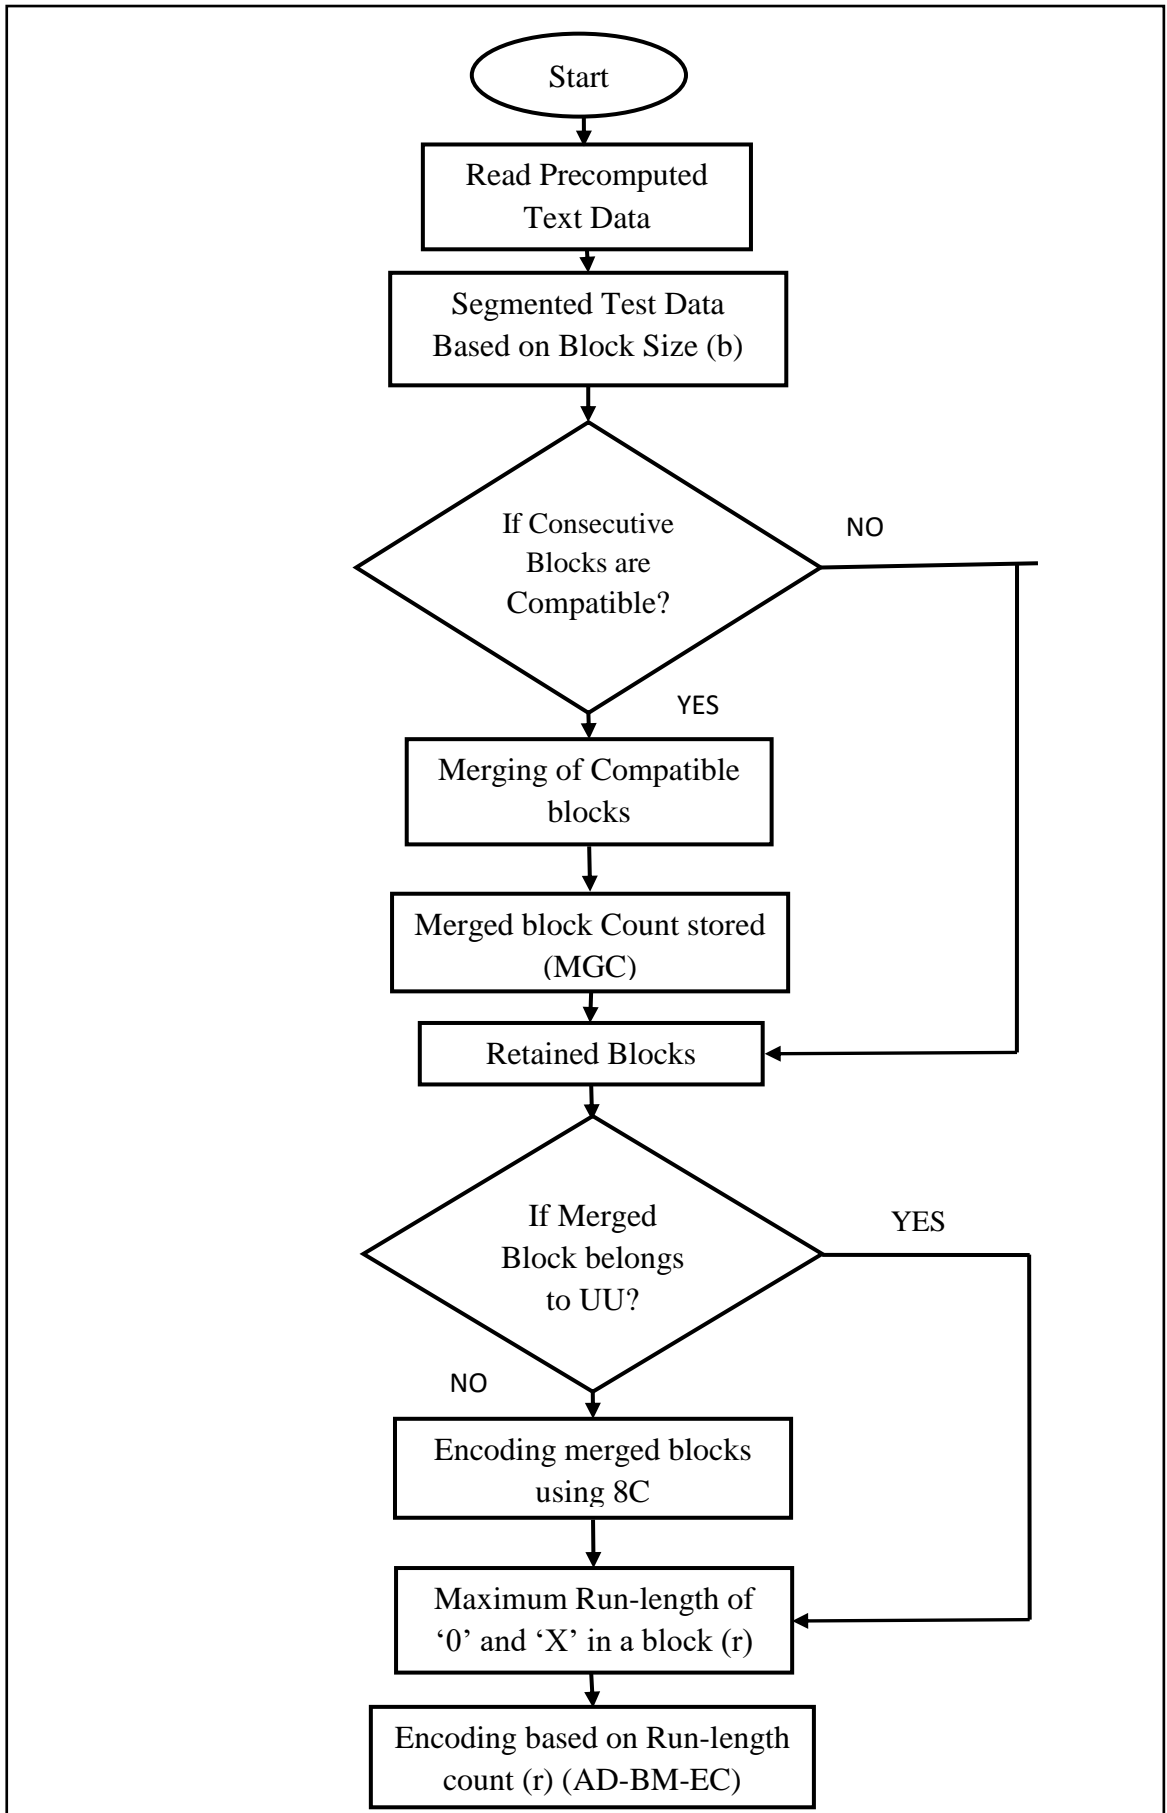 Start
Read Precomputed
Text Data
Segmented Test Data
Based on Block Size (b)
If Consecutive
Blocks are
Compatible?
NO
YES
Merging of Compatible
blocks
Merged block Count stored
(MGC)
Retained Blocks
If Merged
Block belongs
to UU?
YES
NO
Encoding merged blocks
using 8C
Maximum Run-length of
‘0’ and ‘X’ in a block (r)
Encoding based on Run-length
count (r) (AD-BM-EC)